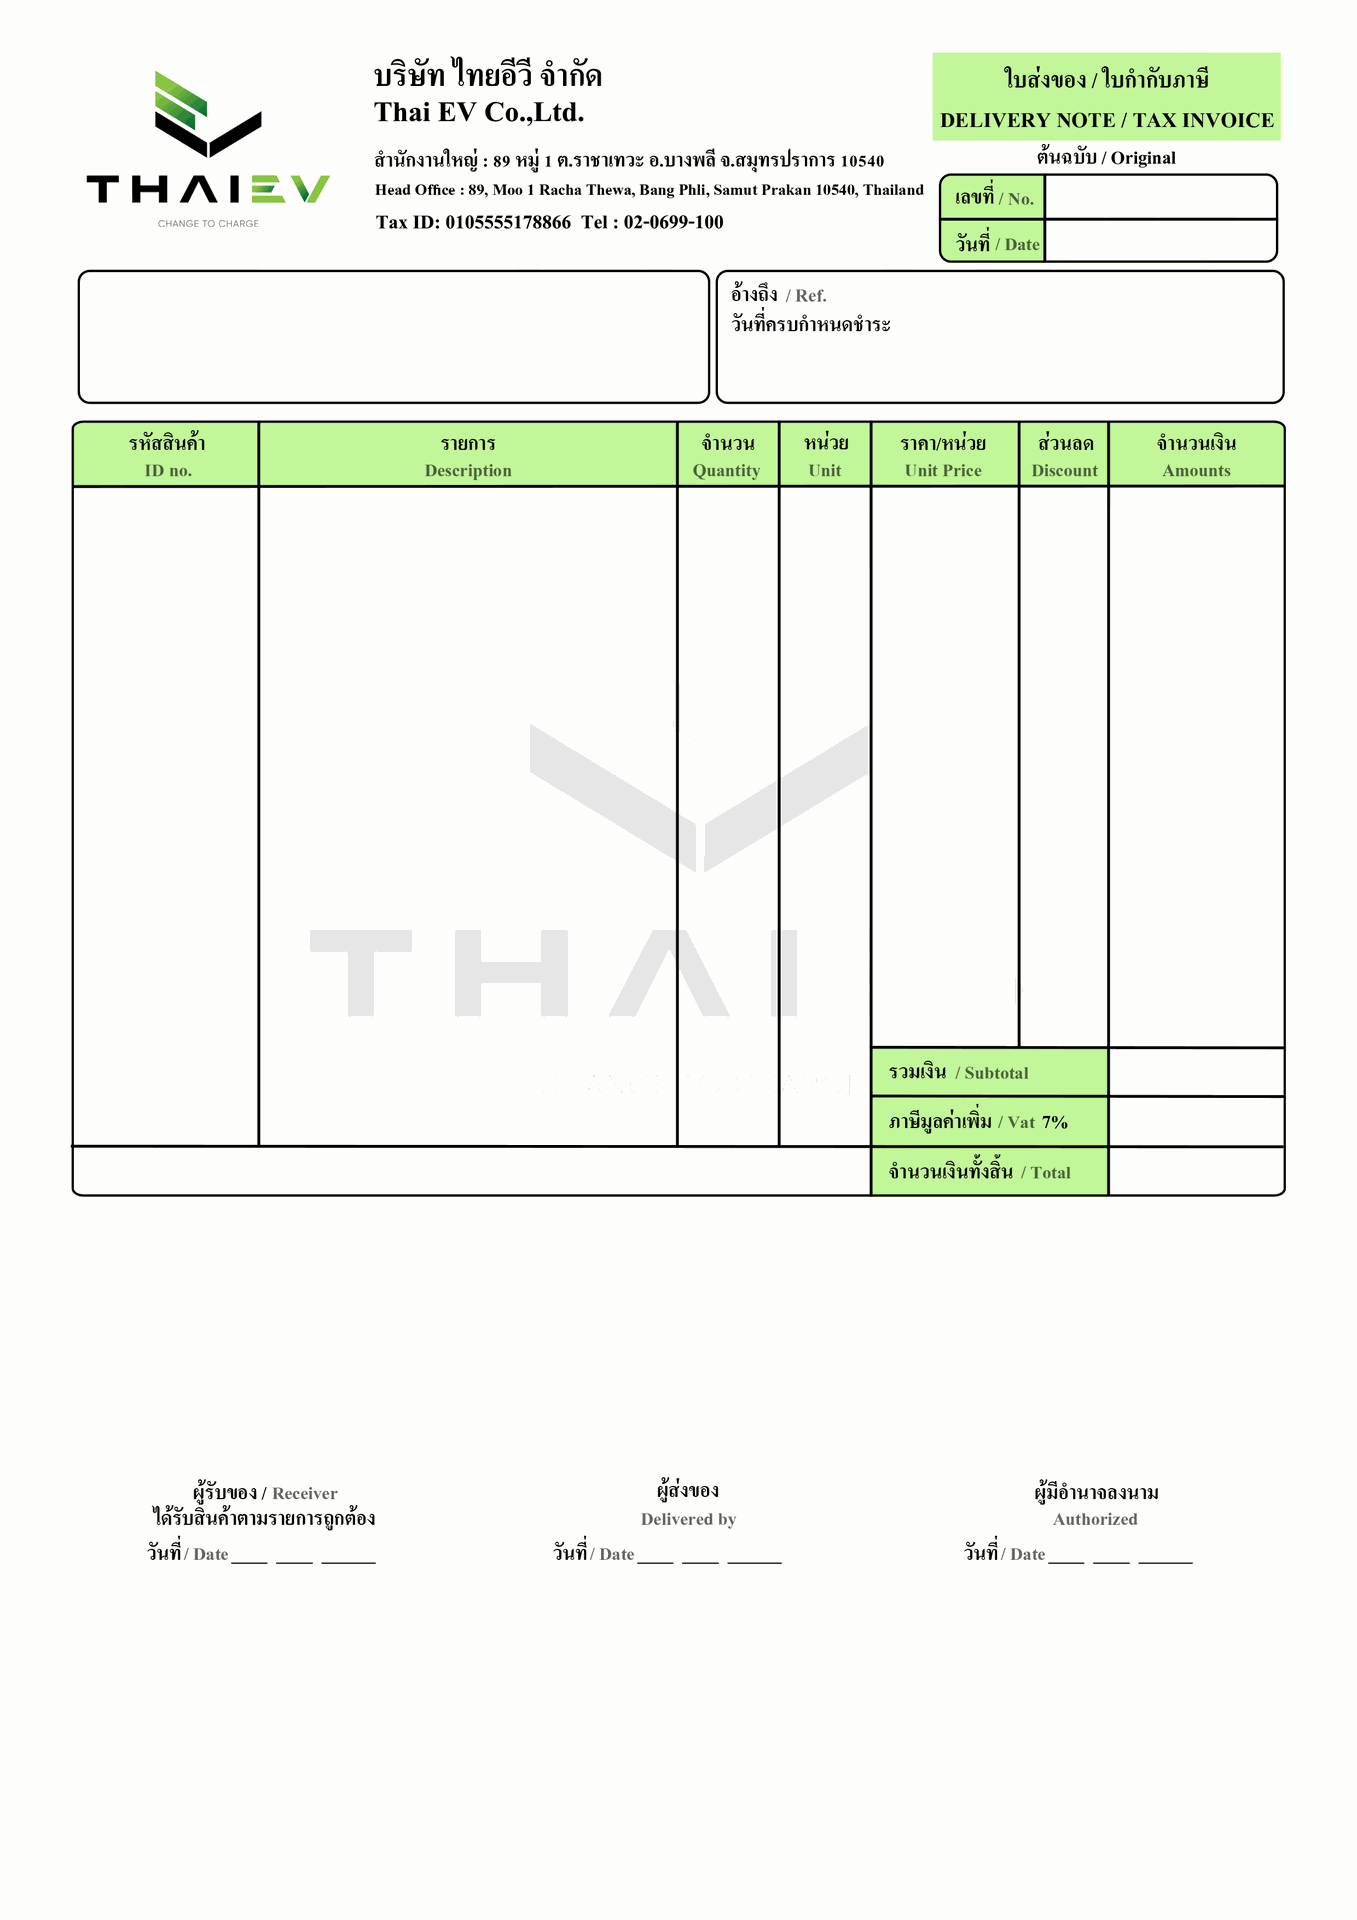 THAIEV
CHANGE TO CHARGE
บริษัท ไทยอีวี จำกัด
Thai EV Co.,Ltd.
สำนักงานใหญ่ : 89 หมู่ 1 ต.ราชาเทวะ อ.บางพลี จ.สมุทรปราการ 10540
Head Office : 89, Moo 1 Racha Thewa, Bang Phli, Samut Prakan 10540, Thailand
Tax ID: 0105555178866 Tel : 02-0699-100
ใบส่งของ / ใบกำกับภาษี
DELIVERY NOTE / TAX INVOICE
ต้นฉบับ / Original
เลขที่ / No.
วันที่ / Date
อ้างถึง / Ref.
วันที่ครบกำหนดชำระ
รหัสสินค้า รายการ จำนวน หน่วย ราคา/หน่วย ส่วนลด จำนวนเงิน
ID no. Description Quantity Unit Unit Price Discount Amounts
THAI
รวมเงิน / Subtotal
ภาษีมูลค่าเพิ่ม / Vat 7%
จำนวนเงินทั้งสิ้น / Total
ผู้รับของ / Receiver
ได้รับสินค้าตามรายการถูกต้อง
วันที่ / Date ____ ____ ______
ผู้ส่งของ
Delivered by
วันที่ / Date ____ ____ ______
ผู้มีอำนาจลงนาม
Authorized
วันที่ / Date ____ ____ ______